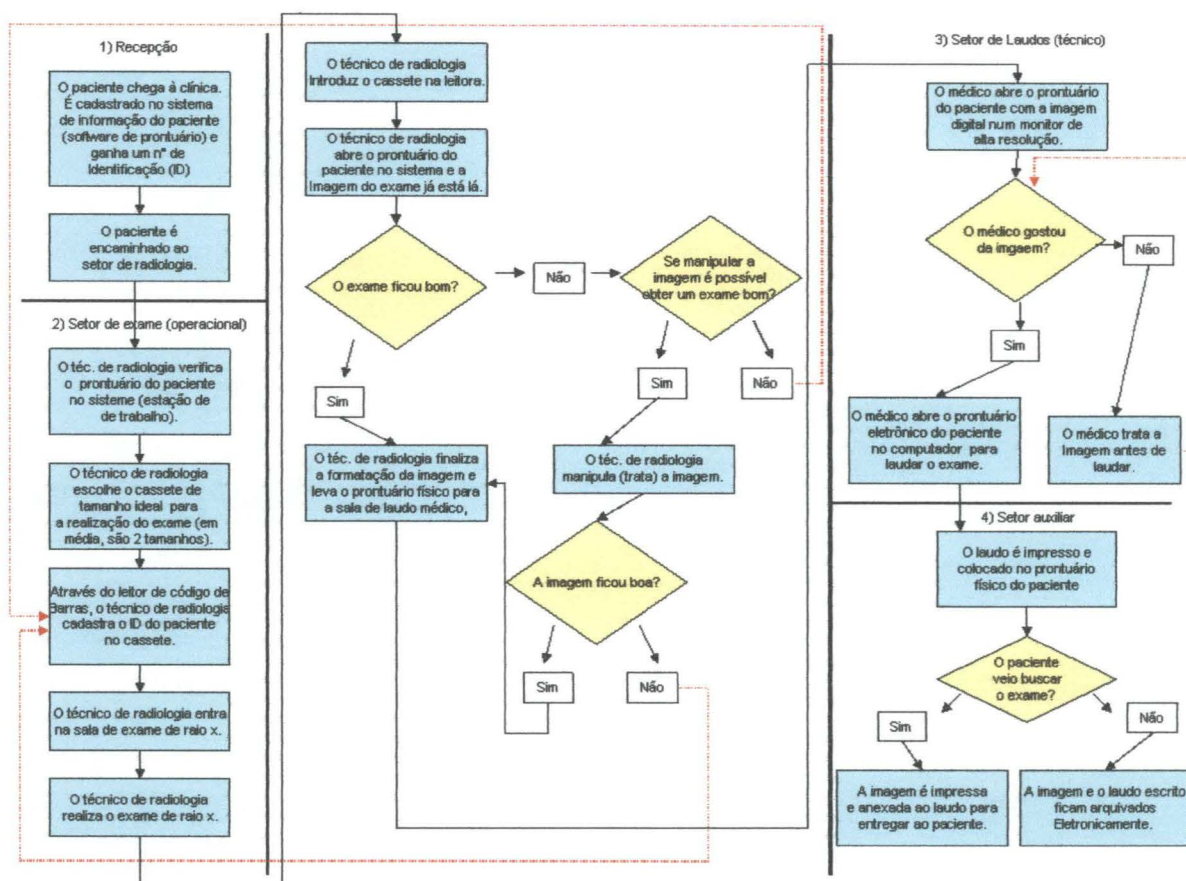 1) Recepção
O paciente chega à clínica.
É cadastrado no sistema
de informação do paciente
(software de prontuário) e
ganha um n° de
Identificação (ID)
O paciente é
encaminhado ao
setor de radiologia.
2) Setor de exame (operacional)
O téc. de radiologia verifica
o prontuário do paciente
no sisteme (estação de
de trabalho).
O técnico de radiologia
escolhe o cassete de
tamanho ideal para
a realização do exame (em
média, são 2 tamanhos).
Através do leitor de código de
Barras, o técnico de radiologia
cadastra o ID do paciente
no cassete.
O técnico de radiologia entra
na sala de exame de raio x.
O técnico de radiologia
realiza o exame de raio x.
O técnico de radiologia
Introduz o cassete na leitora.
O técnico de radiologia
abre o prontuário do
paciente no sistema e a
Imagem do exame já está lá.
O exame ficou bom?
Não
Se manipular a
imagem é possível
obter um exame bom?
Sim
Sim
Não
O téc. de radiologia finaliza
a formatação da imagem e
leva o prontuário físico para
a sala de laudo médico,
O téc. de radiologia
manipula (trata) a imagem.
A imagem ficou boa?
Sim
Não
3) Setor de Laudos (técnico)
O médico abre o prontuário
do paciente com a imagem
digital num monitor de
alta resolução.
O médico gostou
da imgaem?
Não
Sim
O médico abre o prontuário
eletrônico do paciente
no computador para
laudar o exame.
O médico trata a
Imagem antes de
laudar.
4) Setor auxiliar
O laudo é impresso e
colocado no prontuário
físico do paciente
O paciente
veio buscar
o exame?
Sim
Não
A imagem é impressa
e anexada ao laudo para
entregar ao paciente.
A imagem e o laudo escrito
ficam arquivados
Eletronicamente.